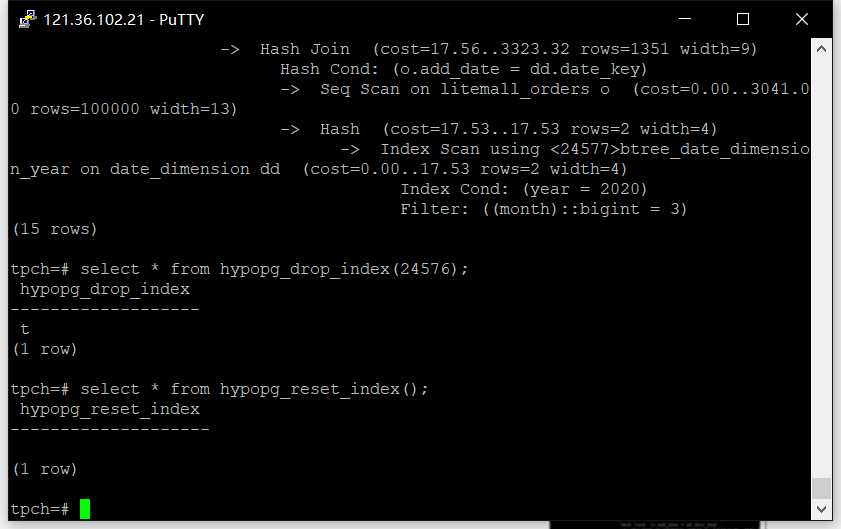 121.36.102.21 - PuTTY
->  Hash Join  (cost=17.56..3323.32 rows=1351 width=9)
Hash Cond: (o.add_date = dd.date_key)
->  Seq Scan on litemall_orders o  (cost=0.00..3041.0
0 rows=100000 width=13)
->  Hash  (cost=17.53..17.53 rows=2 width=4)
->  Index Scan using <24577>btree_date_dimensio
n_year on date_dimension dd  (cost=0.00..17.53 rows=2 width=4)
Index Cond: (year = 2020)
Filter: ((month)::bigint = 3)
(15 rows)
tpch=# select * from hypopg_drop_index(24576);
hypopg_drop_index
-------------------
t
(1 row)
tpch=# select * from hypopg_reset_index();
hypopg_reset_index
--------------------
(1 row)
tpch=#